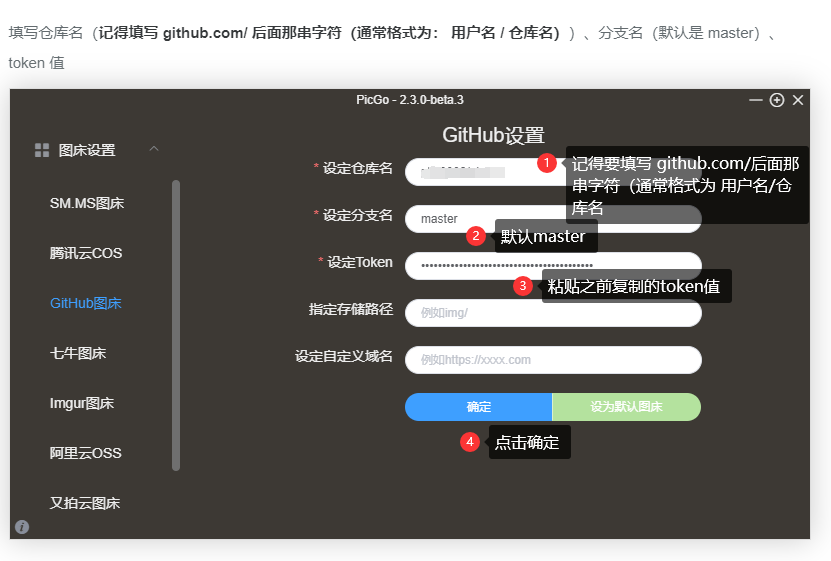 填写仓库名（记得填写 github.com/ 后面那串字符（通常格式为： 用户名 / 仓库名））、分支名（默认是 master）、
token 值
PicGo - 2.3.0-beta.3
图床设置
SM.MS图床
腾讯云COS
GitHub图床
七牛图床
Imgur图床
阿里云OSS
又拍云图床
GitHub设置
* 设定仓库名
1 记得要填写 github.com/后面那
串字符（通常格式为 用户名/仓
库名
* 设定分支名
master
2 默认master
* 设定Token
3 粘贴之前复制的token值
指定存储路径
例如img/
设定自定义域名
例如https://xxxx.com
确定
设为默认图床
4 点击确定